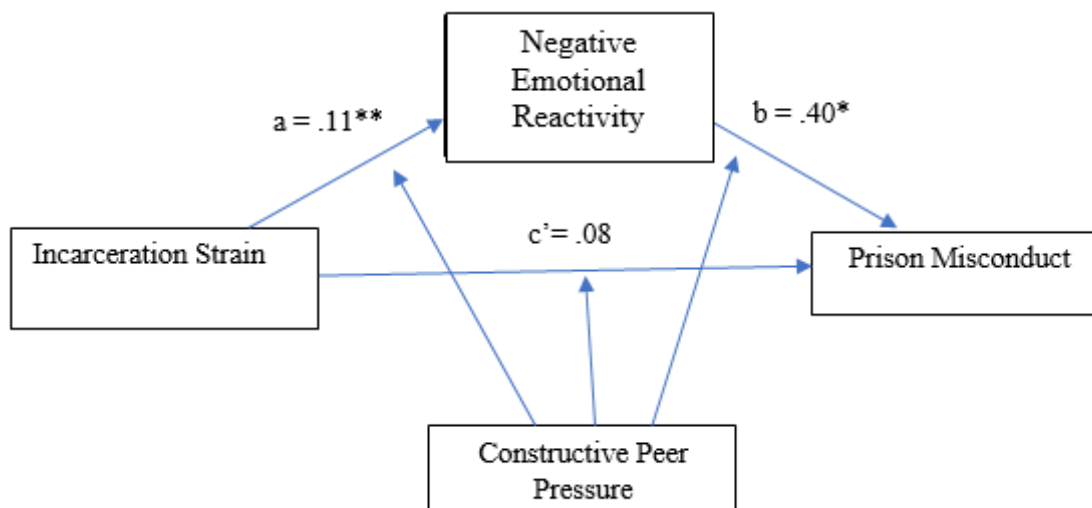 Negative
Emotional
Reactivity
a = .11**
b = .40*
c’= .08
Incarceration Strain
Prison Misconduct
Constructive Peer
Pressure